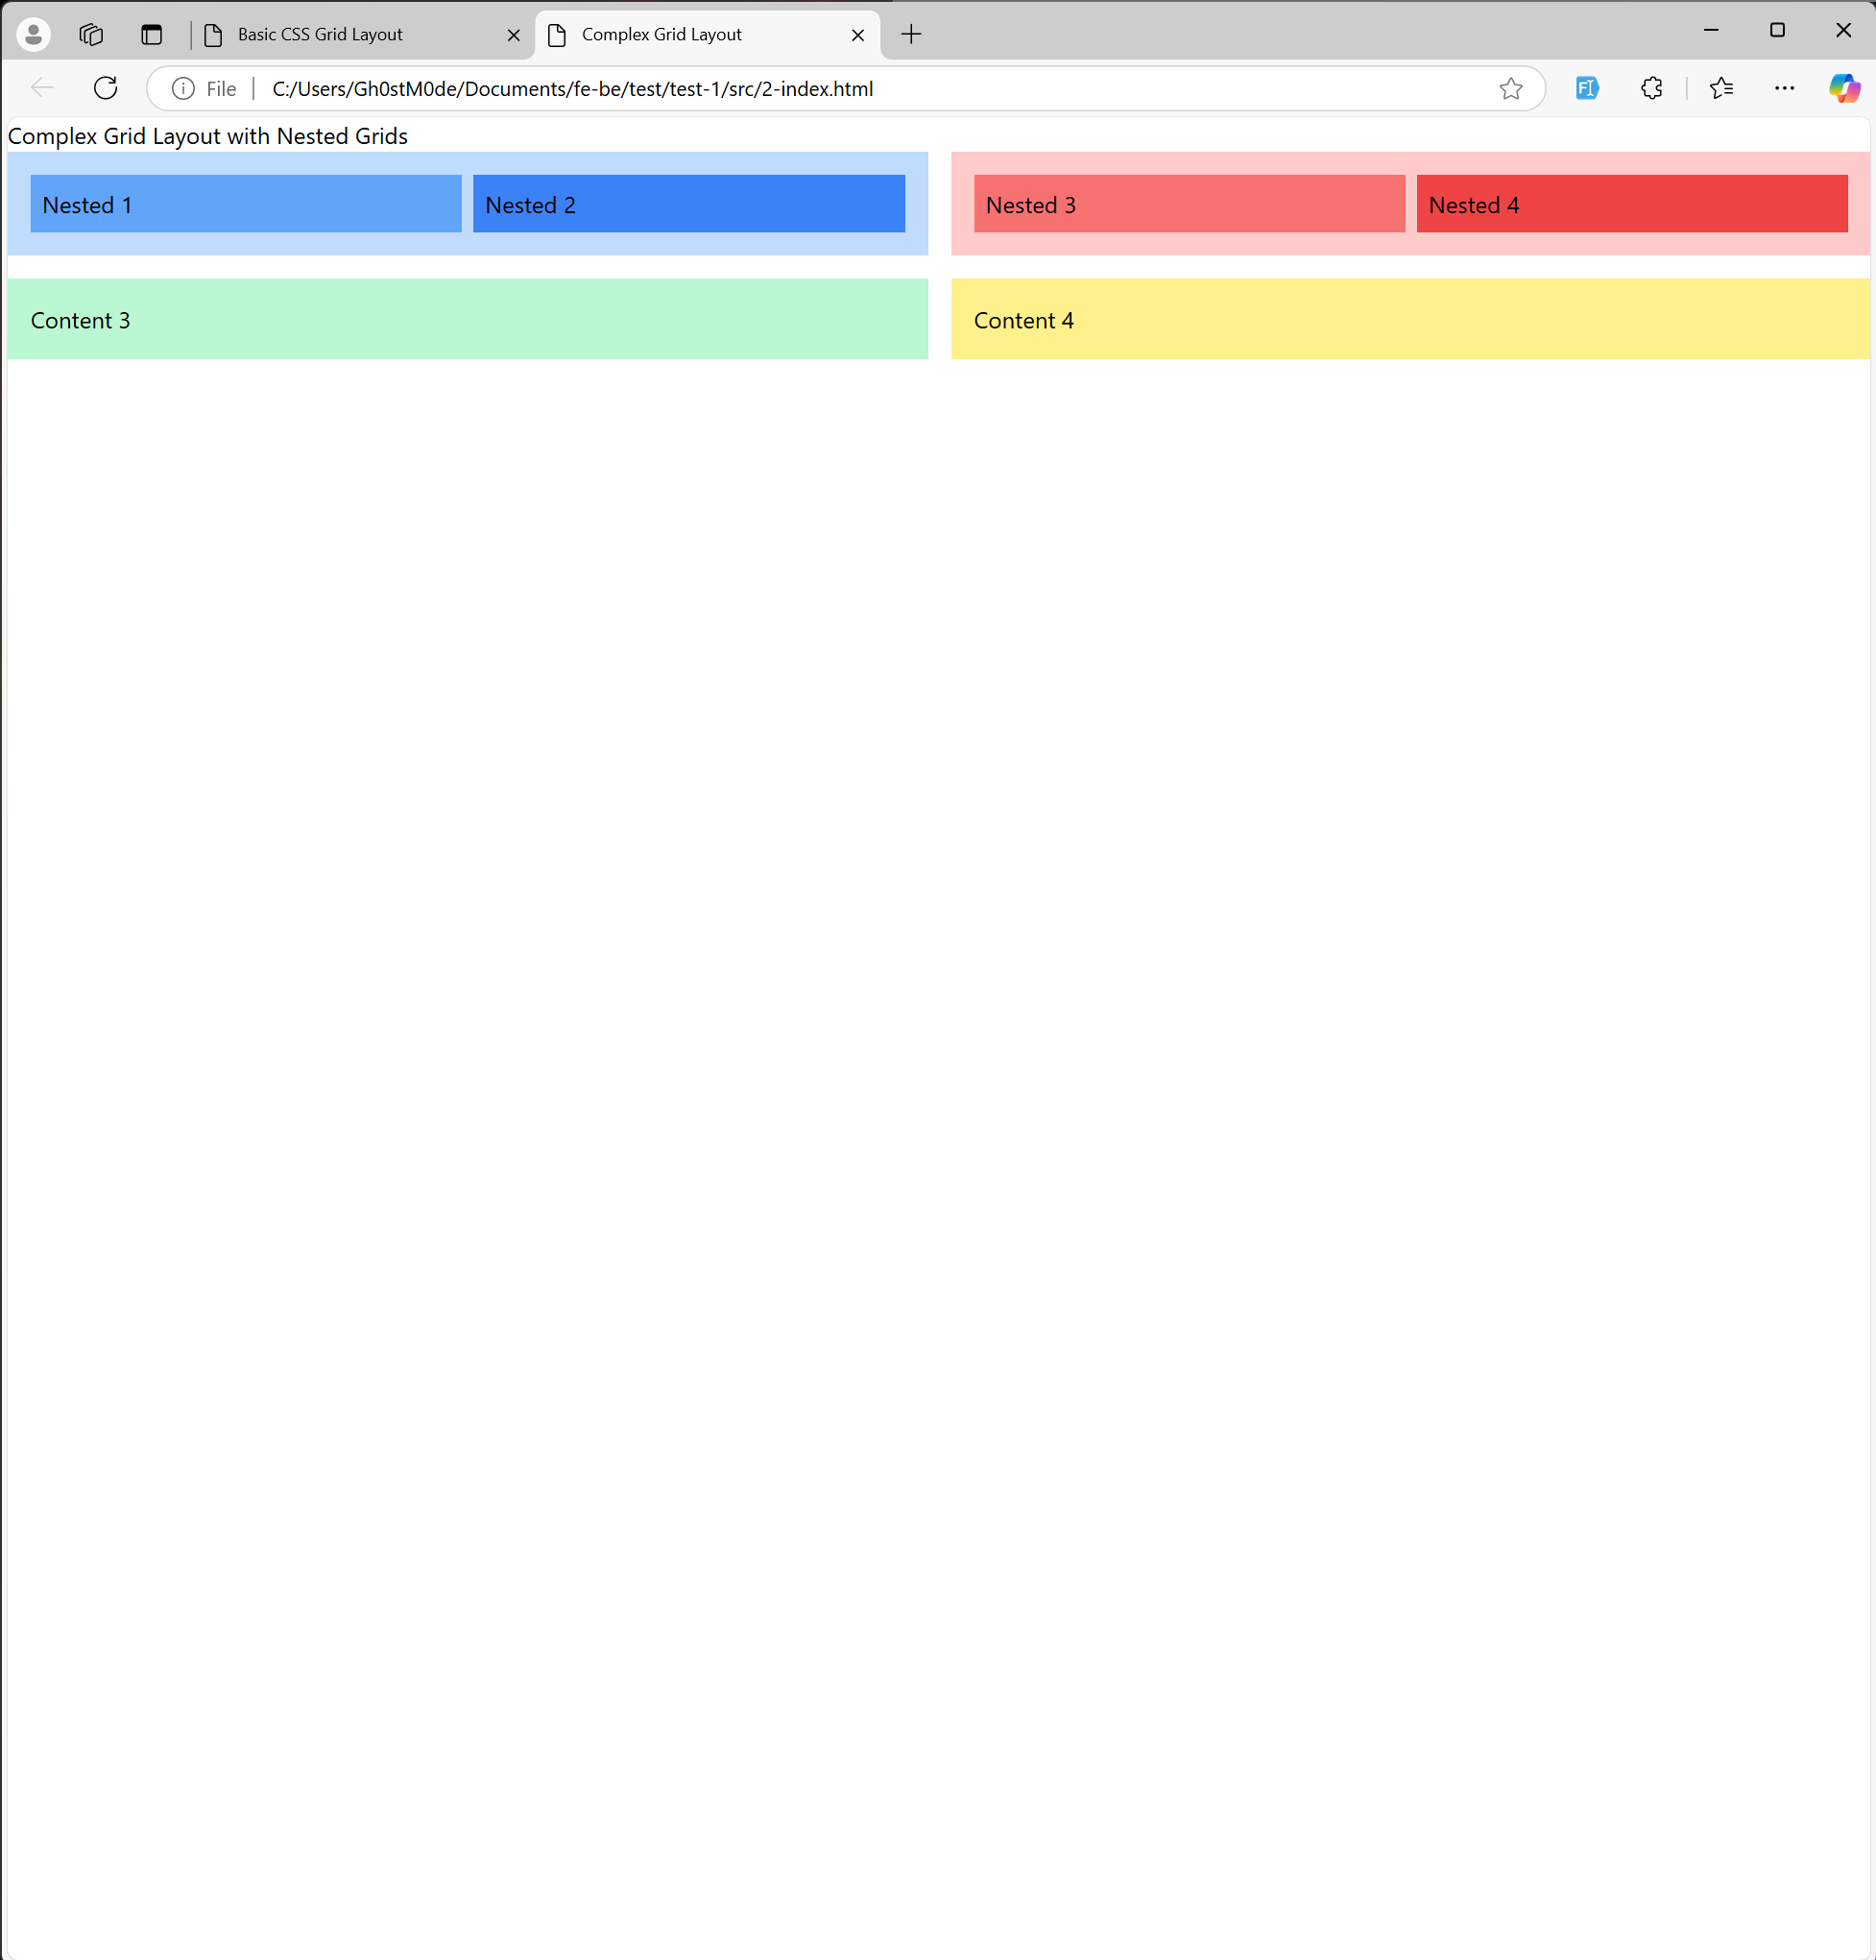 Basic CSS Grid Layout
Complex Grid Layout
File
C:/Users/Gh0stM0de/Documents/fe-be/test/test-1/src/2-index.html
FI
Complex Grid Layout with Nested Grids
Nested 1
Nested 2
Nested 3
Nested 4
Content 3
Content 4